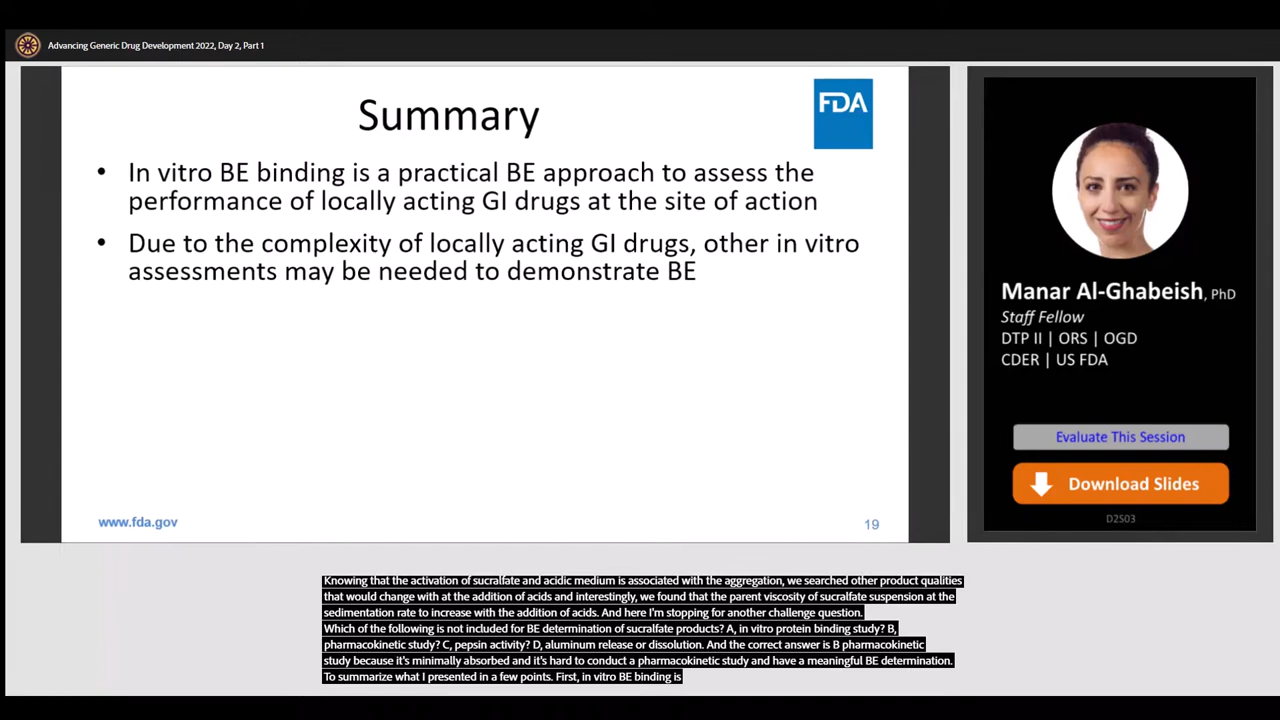 Advancing Generic Drug Development 2022, Day 2, Part 1
Summary
FDA
• In vitro BE binding is a practical BE approach to assess the
performance of locally acting GI drugs at the site of action
• Due to the complexity of locally acting GI drugs, other in vitro
assessments may be needed to demonstrate BE
www.fda.gov
19
Manar Al-Ghabeish, PhD
Staff Fellow
DTP II | ORS | OGD
CDER | US FDA
Evaluate This Session
Download Slides
D2S03
Knowing that the activation of sucralfate and acidic medium is associated with the aggregation, we searched other product qualities
that would change with at the addition of acids and interestingly, we found that the parent viscosity of sucralfate suspension at the
sedimentation rate to increase with the addition of acids. And here I'm stopping for another challenge question.
Which of the following is not included for BE determination of sucralfate products? A, in vitro protein binding study? B,
pharmacokinetic study? C, pepsin activity? D, aluminum release or dissolution. And the correct answer is B pharmacokinetic
study because it's minimally absorbed and it's hard to conduct a pharmacokinetic study and have a meaningful BE determination.
To summarize what I presented in a few points. First, in vitro BE binding is